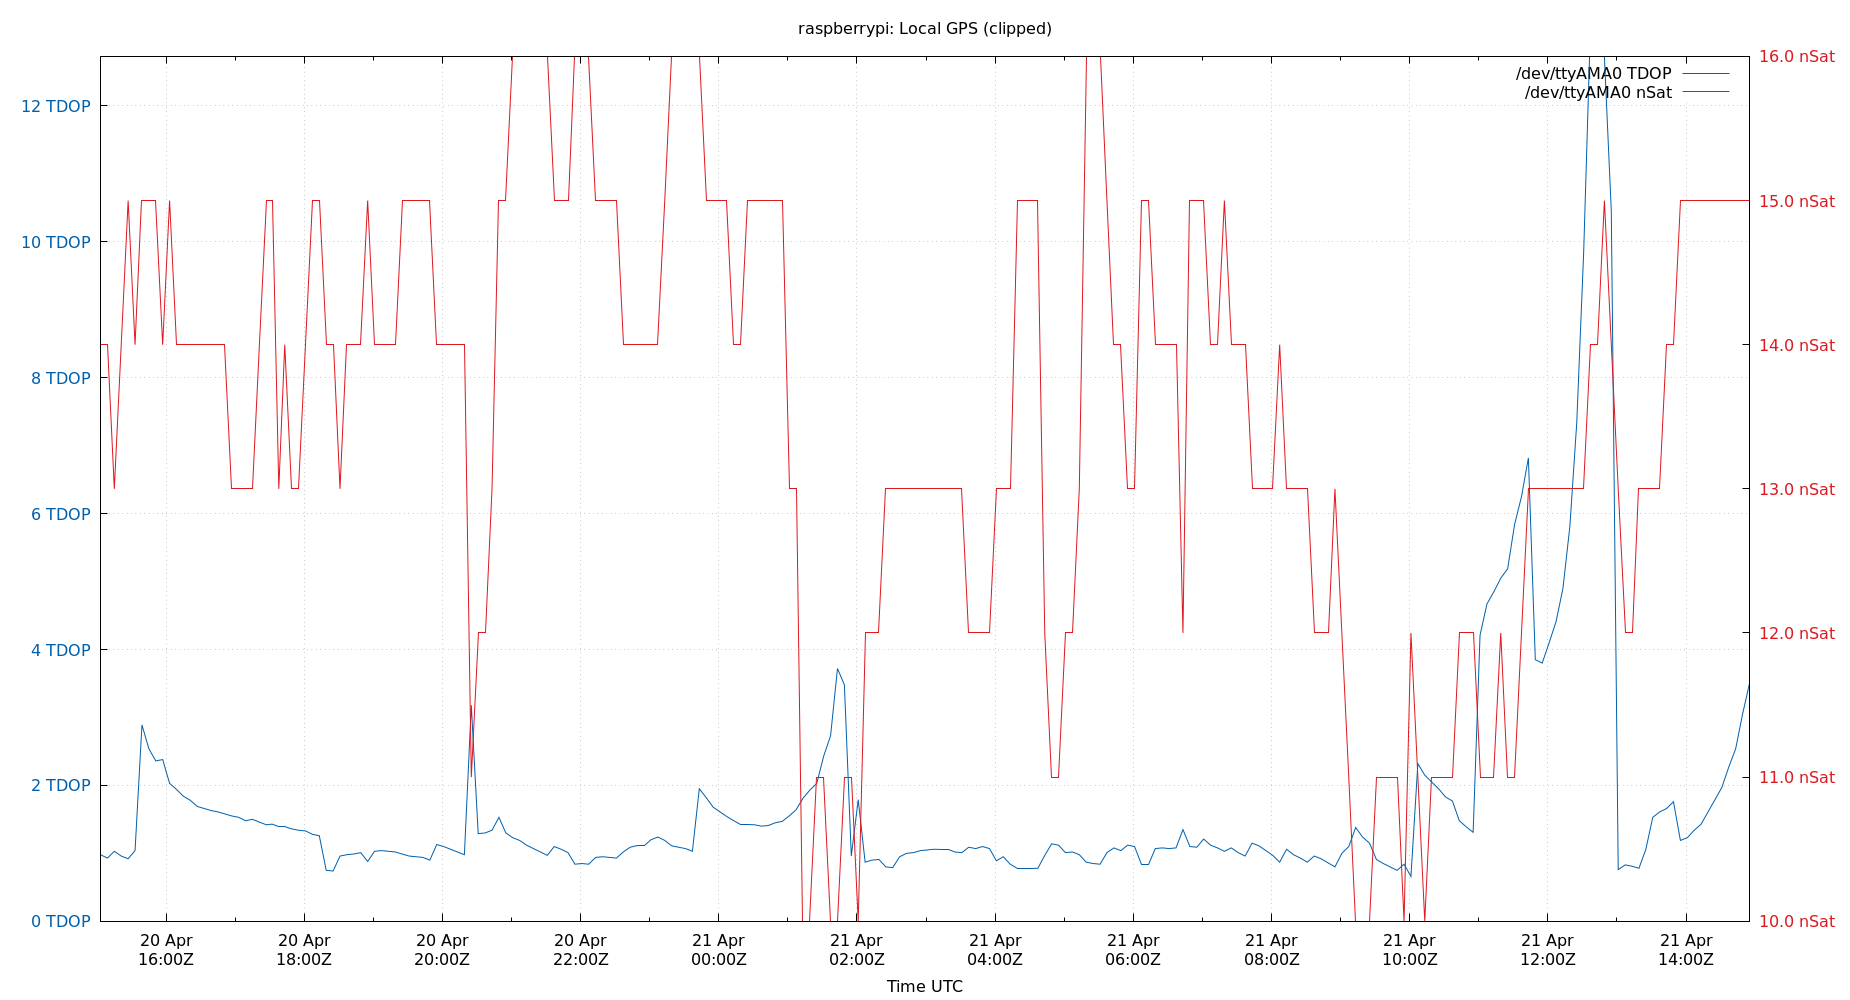 raspberrypi: Local GPS (clipped)
/dev/ttyAMA0 TDOP
/dev/ttyAMA0 nSat
12 TDOP
10 TDOP
8 TDOP
6 TDOP
4 TDOP
2 TDOP
0 TDOP
16.0 nSat
15.0 nSat
14.0 nSat
13.0 nSat
12.0 nSat
11.0 nSat
10.0 nSat
20 Apr
16:00Z
20 Apr
18:00Z
20 Apr
20:00Z
20 Apr
22:00Z
21 Apr
00:00Z
21 Apr
02:00Z
21 Apr
04:00Z
21 Apr
06:00Z
21 Apr
08:00Z
21 Apr
10:00Z
21 Apr
12:00Z
21 Apr
14:00Z
Time UTC